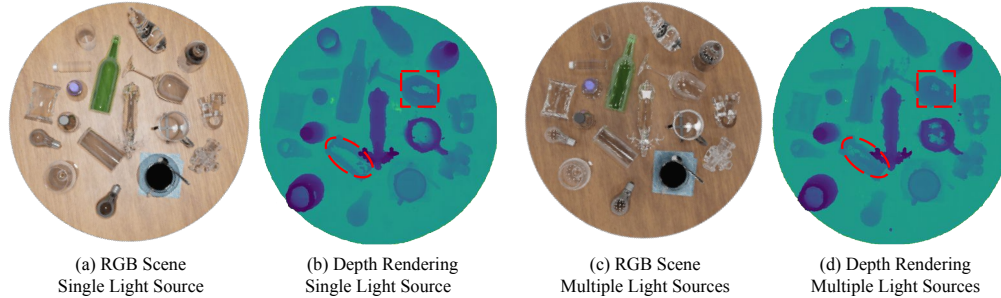 (a) RGB Scene
Single Light Source
(b) Depth Rendering
Single Light Source
(c) RGB Scene
Multiple Light Sources
(d) Depth Rendering
Multiple Light Sources